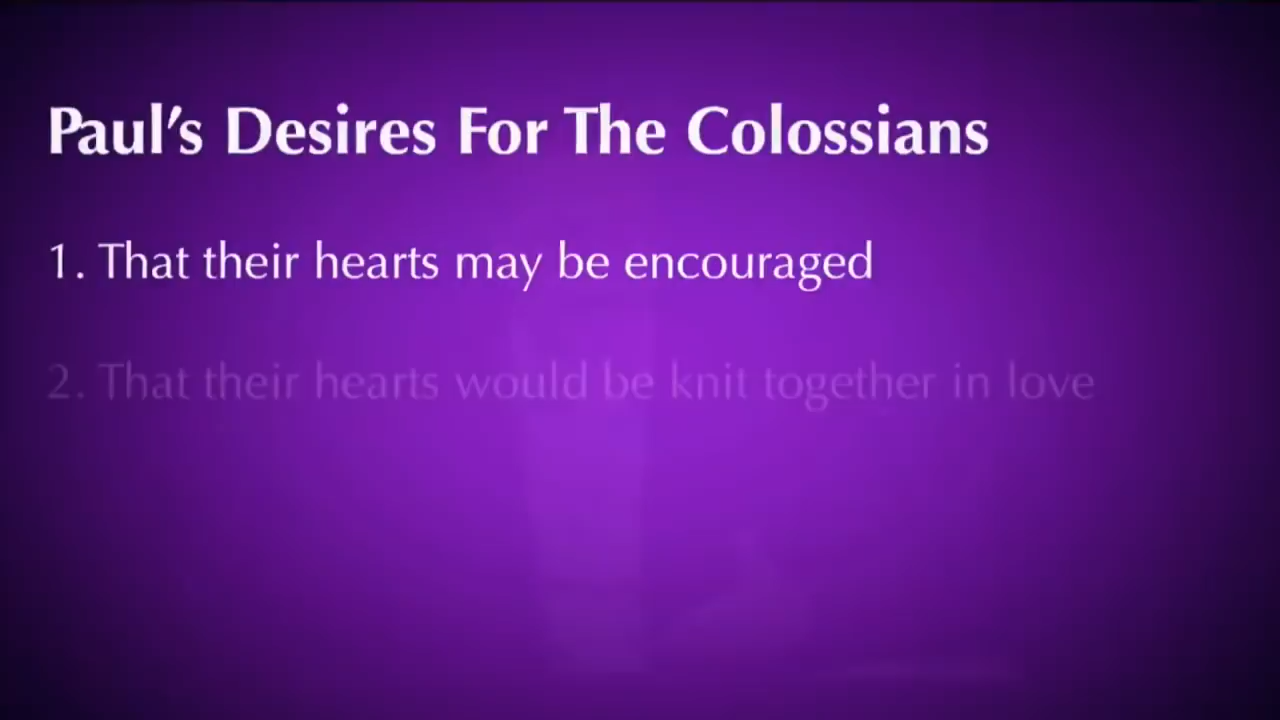 Paul’s Desires For The Colossians
1. That their hearts may be encouraged
2. That their hearts would be knit together in love